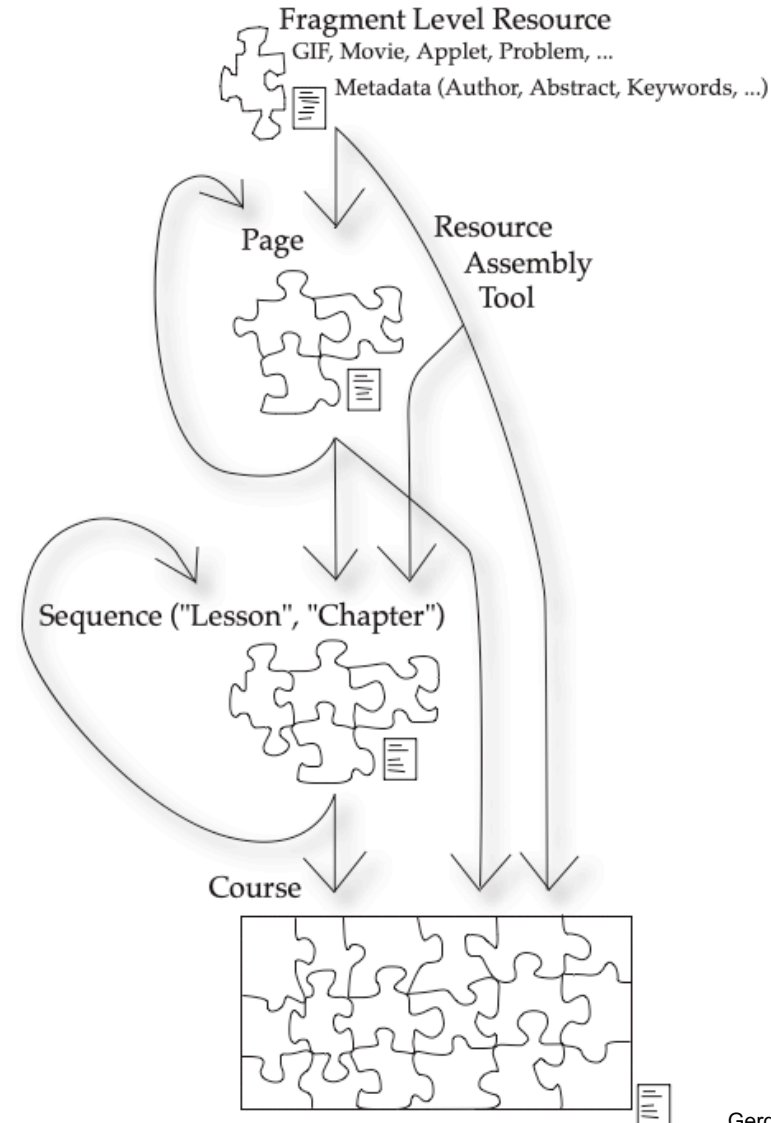 Fragment Level Resource
GIF, Movie, Applet, Problem, ...
Metadata (Author, Abstract, Keywords, ...)
Resource
Assembly
Tool
Page
Sequence ("Lesson", "Chapter")
Course